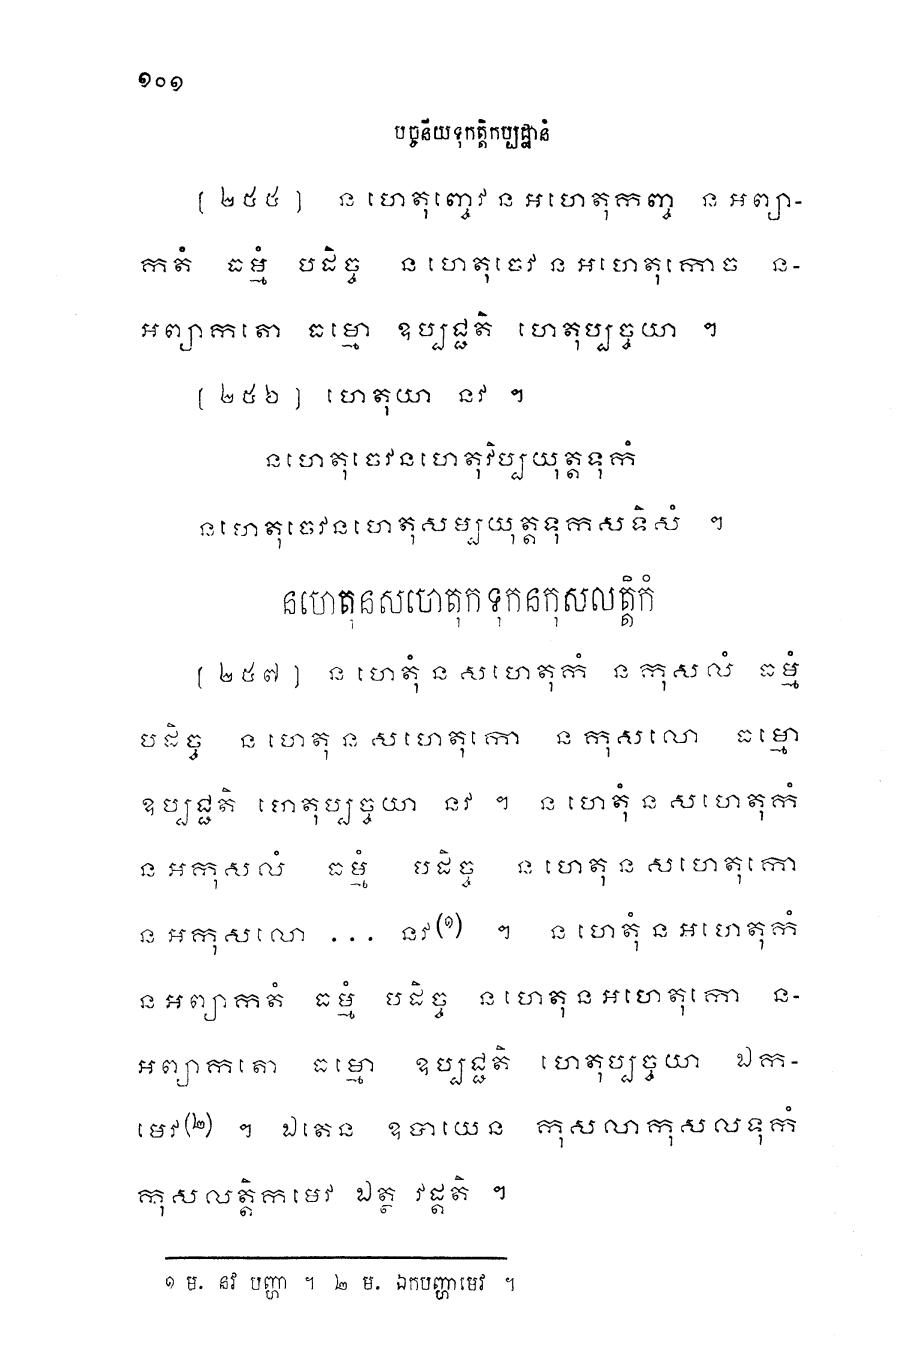 ១០១
បច្ចនីយទុកត្តិកប្បដ្ឋានំ
[ ២៥៥ ] ន ហេតុញ្ចេវ ន អហេតុកញ្ច ន អព្យា-
កតំ ធម្មំ បដិច្ច ន ហេតុចេវ ន អហេតុកោច ន-
អព្យាកតោ ធម្មោ ឧប្បជ្ជតិ ហេតុប្បច្ចយា ។
[ ២៥៦ ] ហេតុយា នវ ។
នហេតុចេវនហេតុវិប្បយុត្តទុកំ
នហេតុចេវនហេតុសម្បយុត្តទុកសទិសំ ។
នហេតុនសហេតុកទុកនកុសលត្តិកំ
[ ២៥៧ ] ន ហេតុំ ន សហេតុកំ ន កុសលំ ធម្មំ
បដិច្ច ន ហេតុ ន សហេតុកោ ន កុសលោ ធម្មោ
ឧប្បជ្ជតិ ហេតុប្បច្ចយា នវ ។ ន ហេតុំ ន សហេតុកំ
ន អកុសលំ ធម្មំ បដិច្ច ន ហេតុ ន សហេតុកោ
ន អកុសលោ ... នវ(១) ។ ន ហេតុំ ន អហេតុកំ
ន អព្យាកតំ ធម្មំ បដិច្ច ន ហេតុ ន អហេតុកោ ន-
អព្យាកតោ ធម្មោ ឧប្បជ្ជតិ ហេតុប្បច្ចយា ឯក-
មេវ(២) ។ ឯតេន ឧបាយេន កុសលាកុសលទុកំ
កុសលត្តិកមេវ ឯត្ថ វដ្ដតិ ។
១ ម. នវ បញ្ហា ។ ២ ម. ឯកបញ្ហាមេវ ។